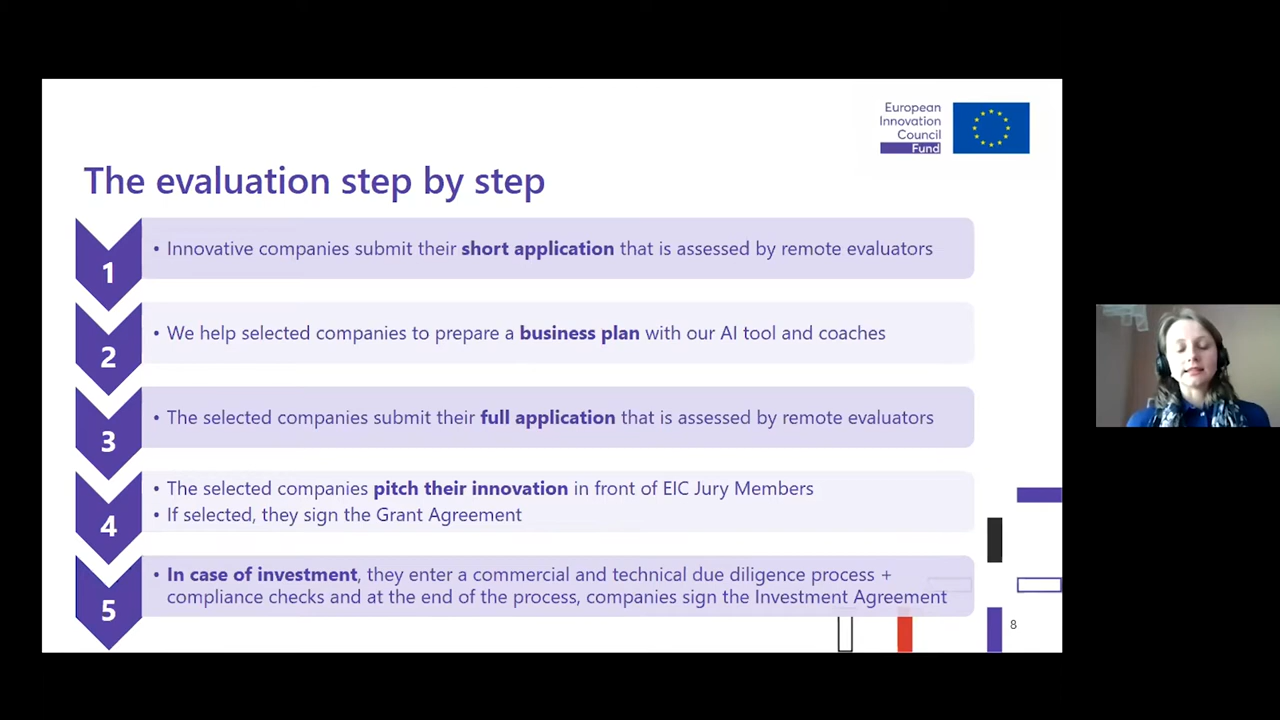 European
Innovation
Council
Fund
The evaluation step by step
1
• Innovative companies submit their short application that is assessed by remote evaluators
2
• We help selected companies to prepare a business plan with our AI tool and coaches
3
• The selected companies submit their full application that is assessed by remote evaluators
4
• The selected companies pitch their innovation in front of EIC Jury Members
• If selected, they sign the Grant Agreement
5
• In case of investment, they enter a commercial and technical due diligence process +
compliance checks and at the end of the process, companies sign the Investment Agreement
8